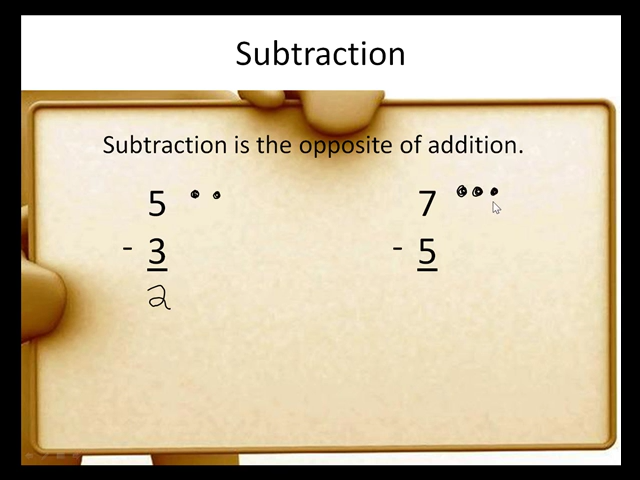 Subtraction
Subtraction is the opposite of addition.
5
- 3
2
7
- 5